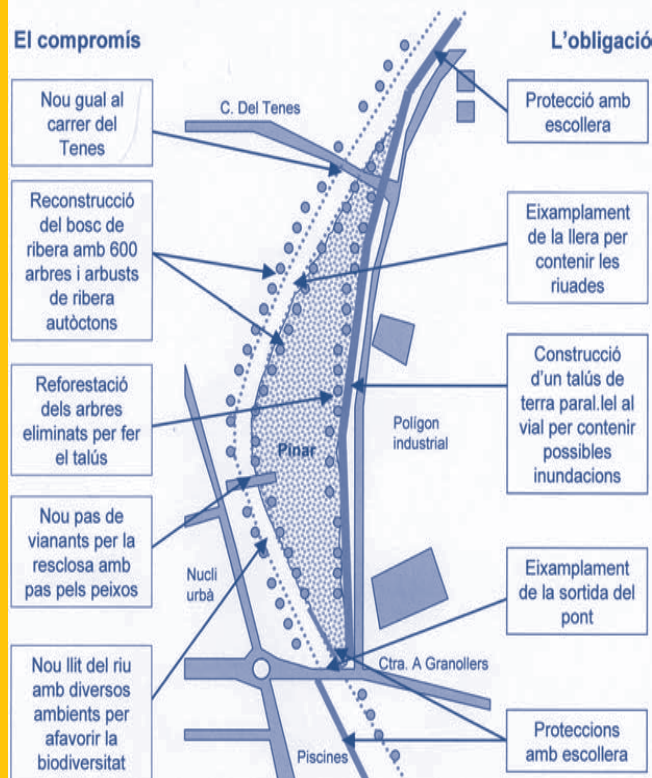 El compromís
L'obligació
Nou gual al
carrer del
Tenes
Reconstrucció
del bosc de
ribera amb 600
arbres i arbusts
de ribera
autòctons
Reforestació
dels arbres
eliminats per fer
el talús
Nou pas de
vianants per la
resclosa amb
pas pels peixos
Nou llit del riu
amb diversos
ambients per
afavorir la
biodiversitat
C. Del Tenes
Pinar
Polígon
industrial
Nucli
urbà
Ctra. A Granollers
Piscines
Protecció amb
escollera
Eixamplament
de la llera per
contenir les
riuades
Construcció
d'un talús de
terra paral.lel al
vial per contenir
possibles
inundacions
Eixamplament
de la sortida del
pont
Proteccions
amb escollera